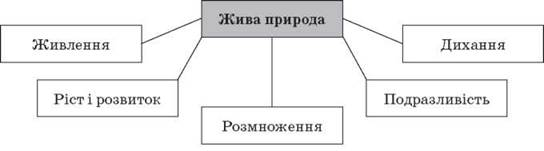 Жива природа
Живлення
Дихання
Ріст і розвиток
Подразливість
Розмноження